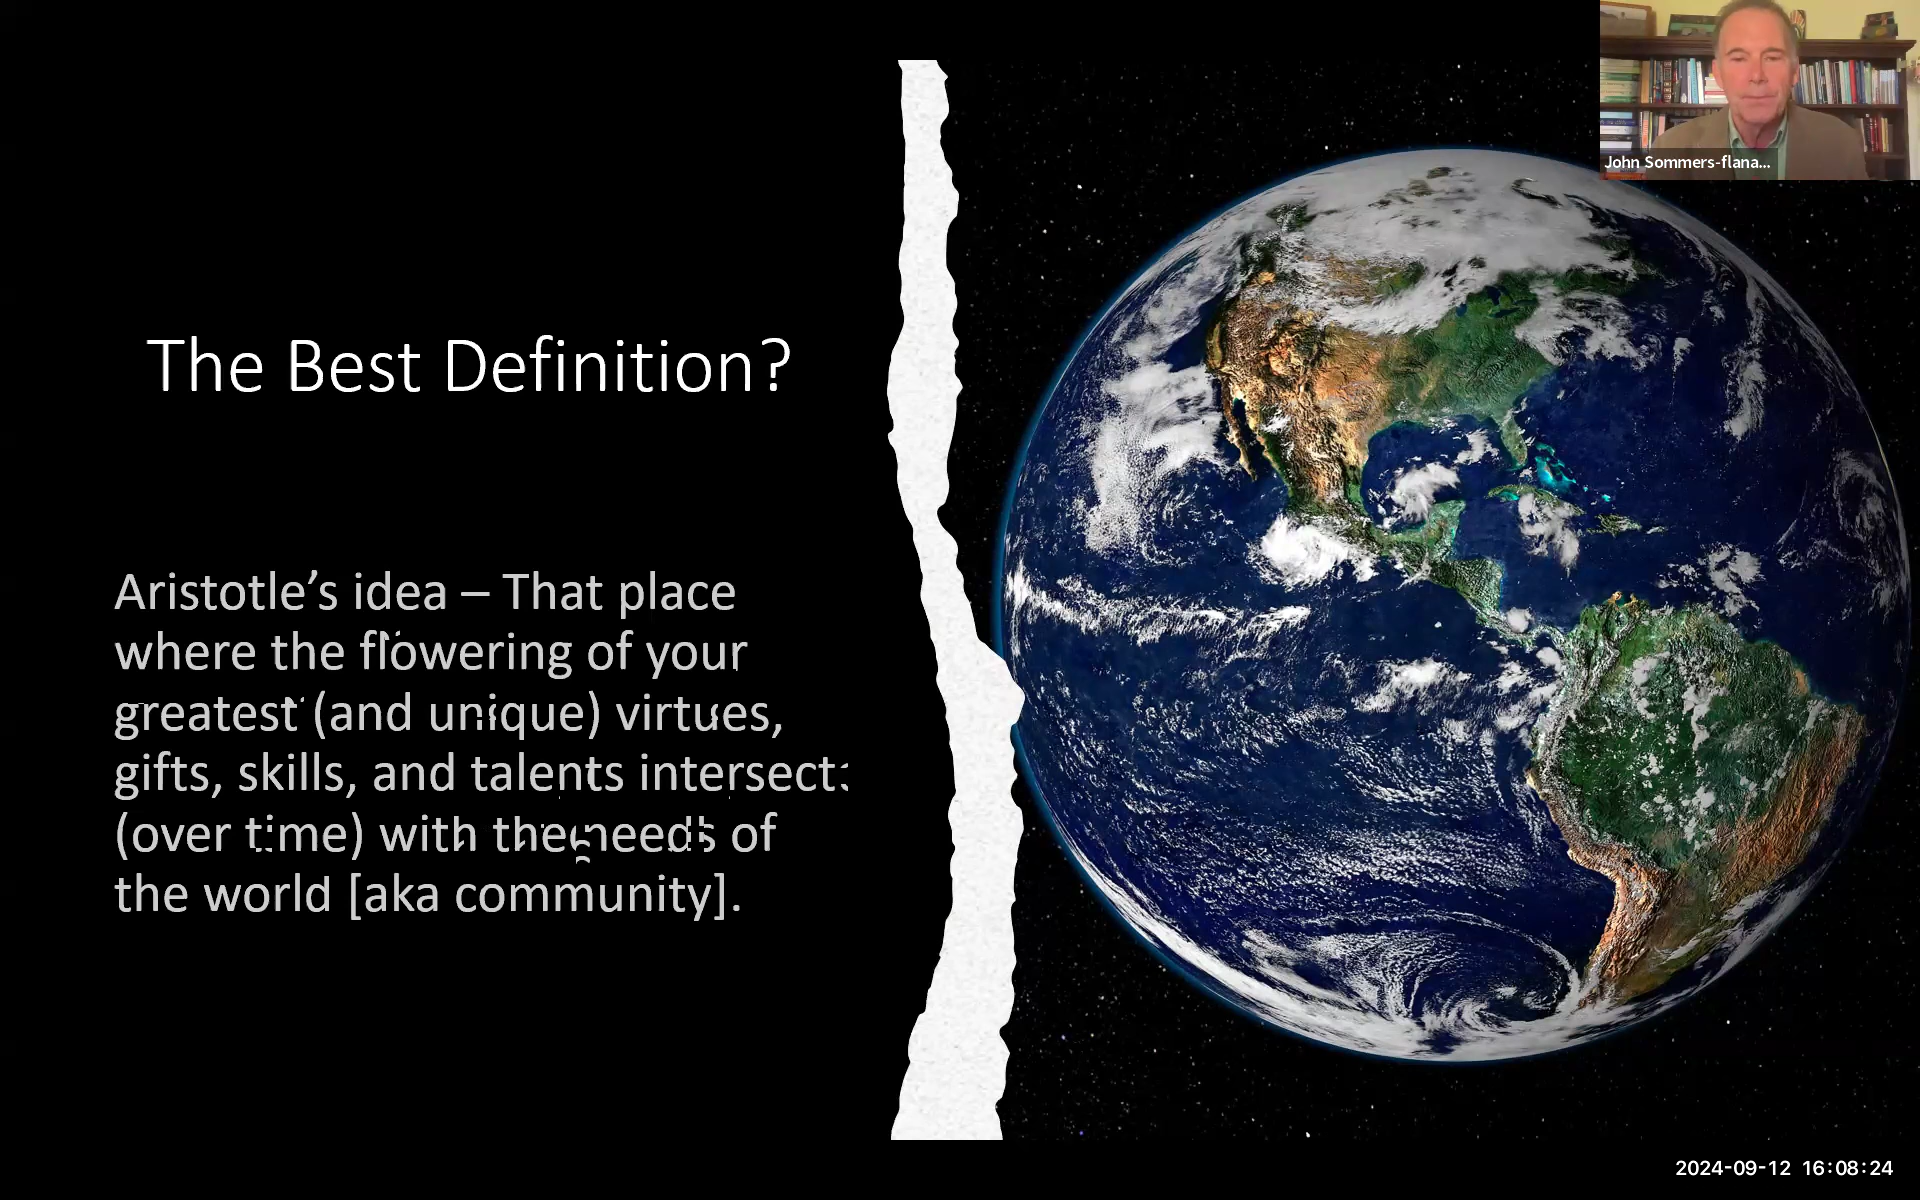 John Sommers-flana...
The Best Definition?
Aristotle’s idea – That place
where the flowering of your
greatest (and unique) virtues,
gifts, skills, and talents intersects
(over time) with the needs of
the world [aka community].
2024-09-12 16:08:24